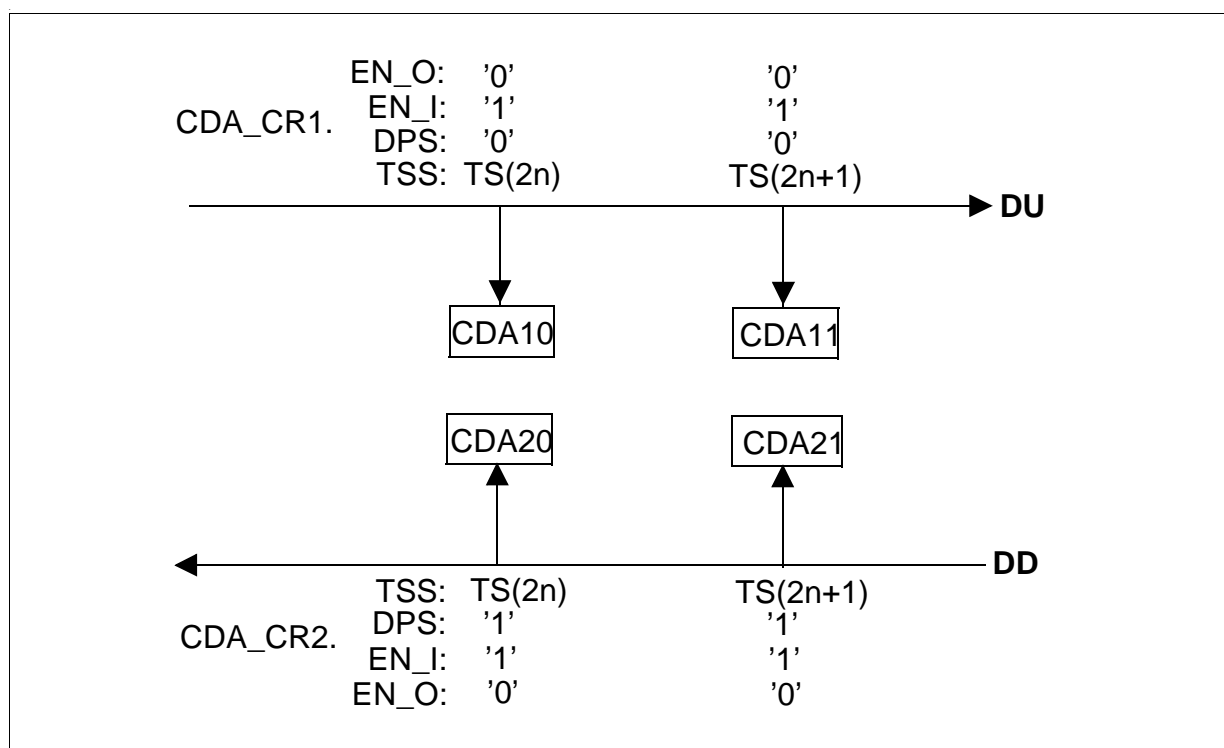 EN_O: ’0’ ’0’
EN_I: ’1’ ’1’
CDA_CR1.
DPS: ’0’ ’0’
TSS: TS(2n) TS(2n+1)
DU
CDA10 CDA11
CDA20 CDA21
DD
TSS: TS(2n) TS(2n+1)
DPS: ’1’ ’1’
CDA_CR2.
EN_I: ’1’ ’1’
EN_O: ’0’ ’0’